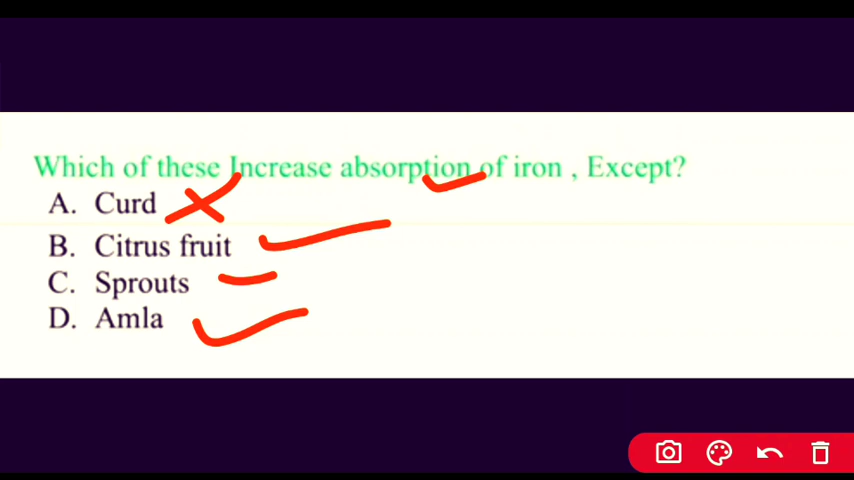 Which of these Increase absorption of iron , Except?
A. Curd
B. Citrus fruit
C. Sprouts
D. Amla